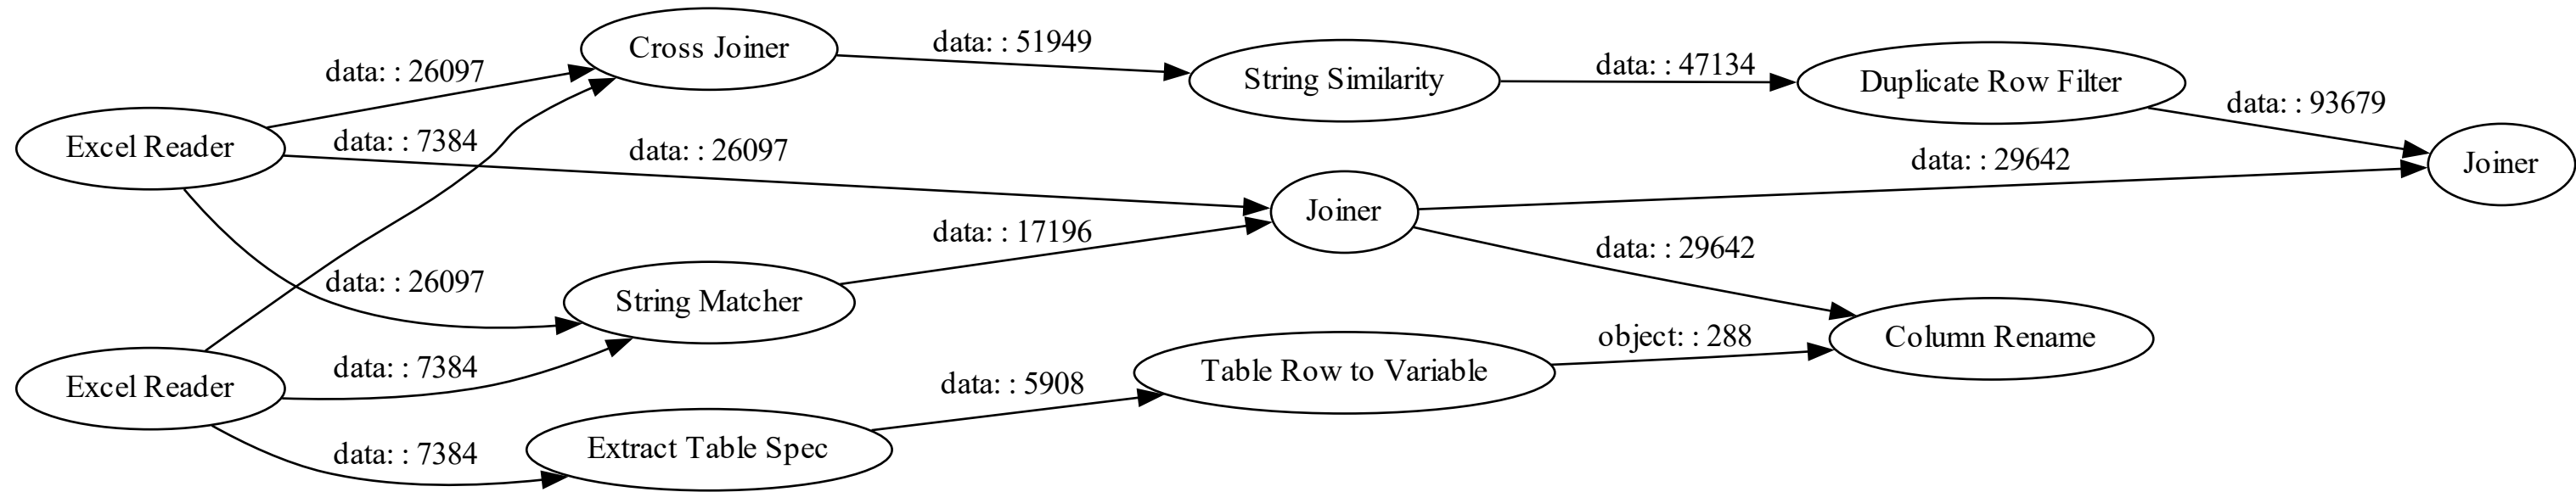 Cross Joiner
data: : 51949
data: : 26097
String Similarity
data: : 47134
Duplicate Row Filter
data: : 93679
Excel Reader
data: : 7384
data: : 26097
data: : 29642
Joiner
Joiner
data: : 17196
data: : 29642
data: : 26097
String Matcher
Column Rename
object: : 288
Excel Reader
data: : 7384
data: : 5908
Table Row to Variable
data: : 7384
Extract Table Spec